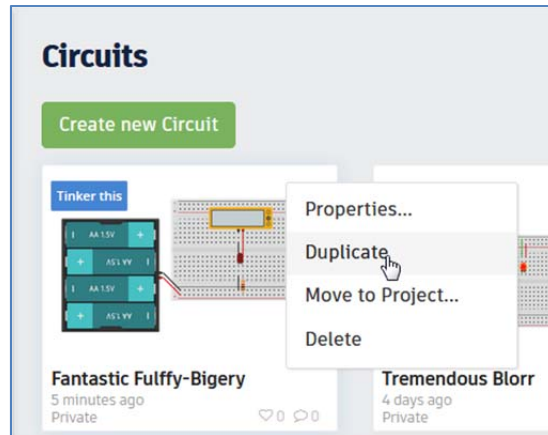 Circuits
Create new Circuit
Tinker this
Properties...
Duplicate
Move to Project...
Delete
AA 1.5V
AA 1.5V
AA 1.5V
AA 1.5V
Fantastic Fulffy-Bigery
5 minutes ago
Private
0 0
Tremendous Blorr
4 days ago
Private